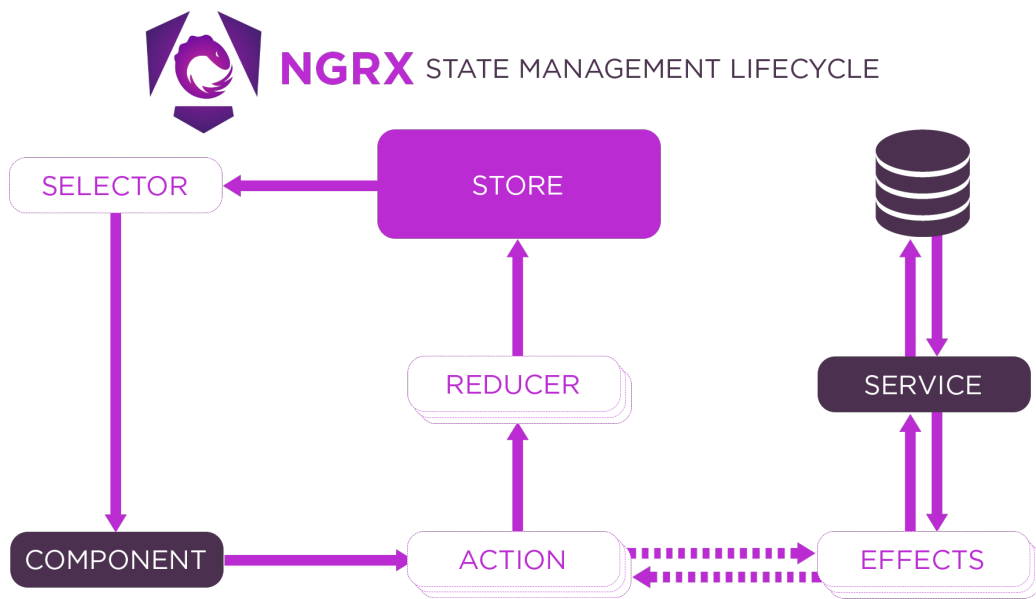 NGRX STATE MANAGEMENT LIFECYCLE
SELECTOR
STORE
REDUCER
SERVICE
COMPONENT
ACTION
EFFECTS